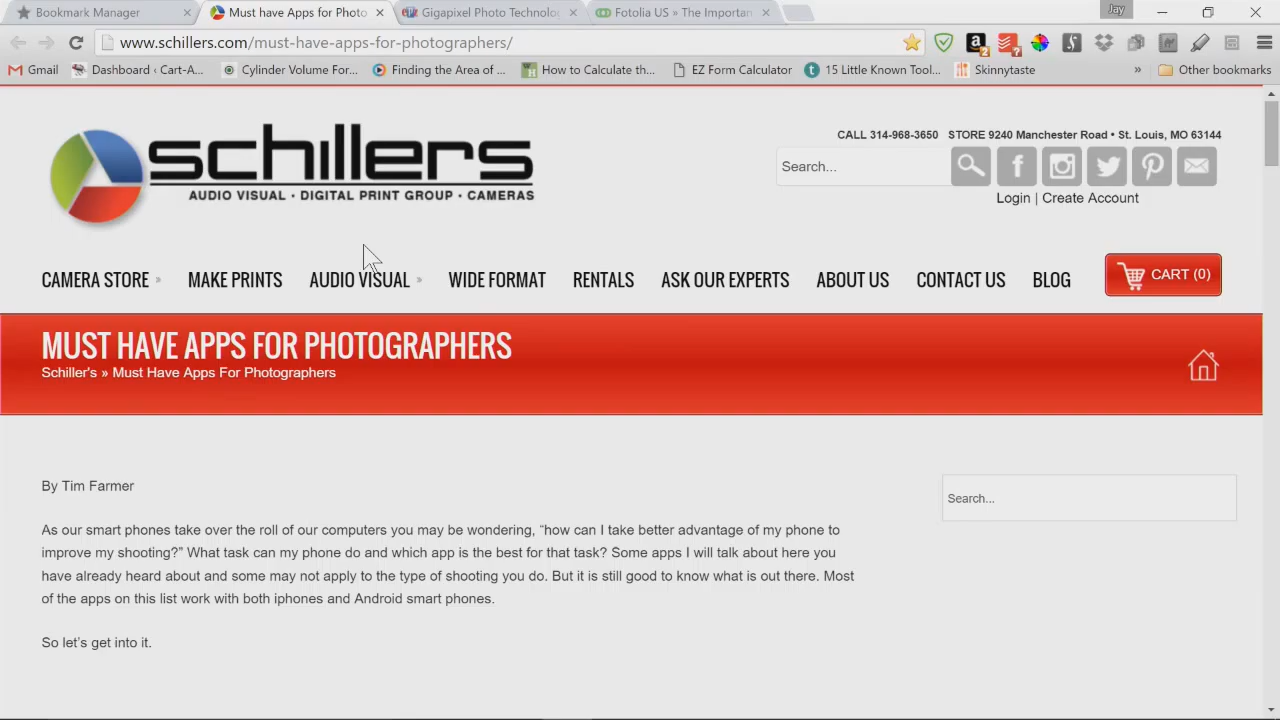 Bookmark Manager
Must have Apps for Photo
Gigapixel Photo Technolo
Fotolia US » The Importan
Jay
www.schillers.com/must-have-apps-for-photographers/
2
?
Gmail
Dashboard ‹ Cart-A...
Cylinder Volume For...
Finding the Area of ...
How to Calculate th...
EZ Form Calculator
15 Little Known Tool...
Skinnytaste
»
Other bookmarks
schillers
AUDIO VISUAL · DIGITAL PRINT GROUP · CAMERAS
CALL 314-968-3650 STORE 9240 Manchester Road • St. Louis, MO 63144
Search...
Login | Create Account
CAMERA STORE »
MAKE PRINTS
AUDIO VISUAL »
WIDE FORMAT
RENTALS
ASK OUR EXPERTS
ABOUT US
CONTACT US
BLOG
CART (0)
MUST HAVE APPS FOR PHOTOGRAPHERS
Schiller's » Must Have Apps For Photographers
By Tim Farmer
Search...
As our smart phones take over the roll of our computers you may be wondering, “how can I take better advantage of my phone to
improve my shooting?” What task can my phone do and which app is the best for that task? Some apps I will talk about here you
have already heard about and some may not apply to the type of shooting you do. But it is still good to know what is out there. Most
of the apps on this list work with both iphones and Android smart phones.
So let’s get into it.